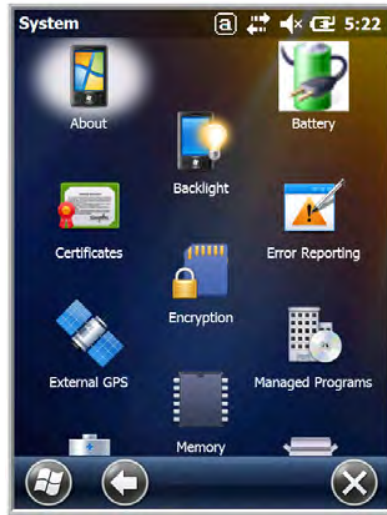 System a 5:22
About
Battery
Backlight
Certificates
Error Reporting
Encryption
External GPS
Managed Programs
Memory